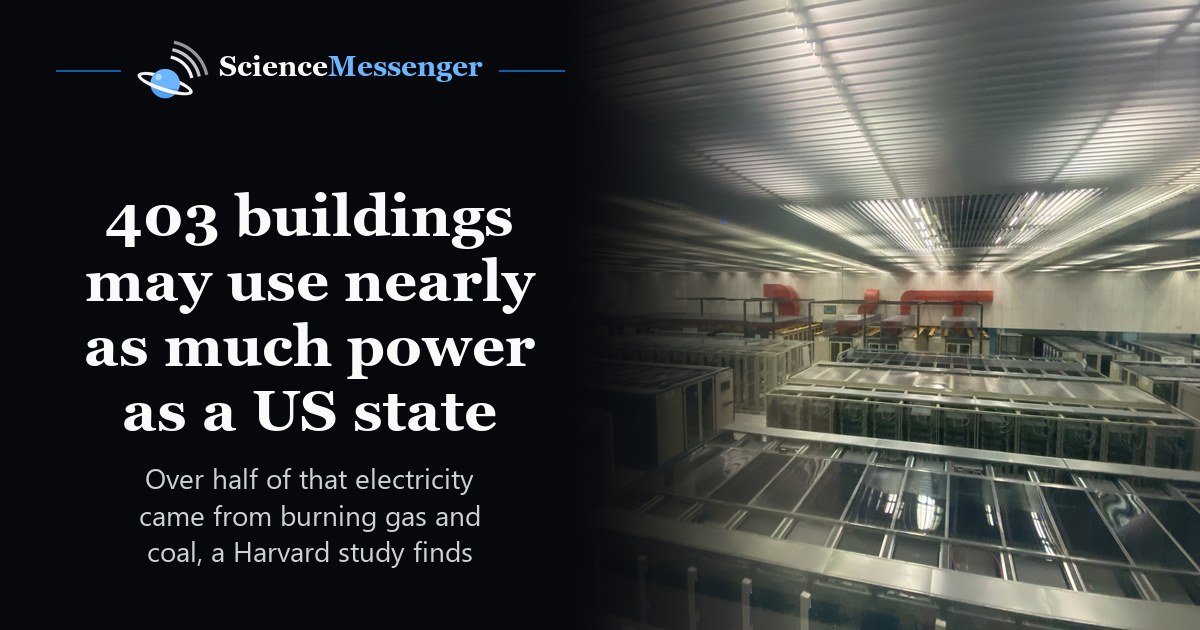 ScienceMessenger
403 buildings
may use nearly
as much power
as a US state
Over half of that electricity
came from burning gas and
coal, a Harvard study finds